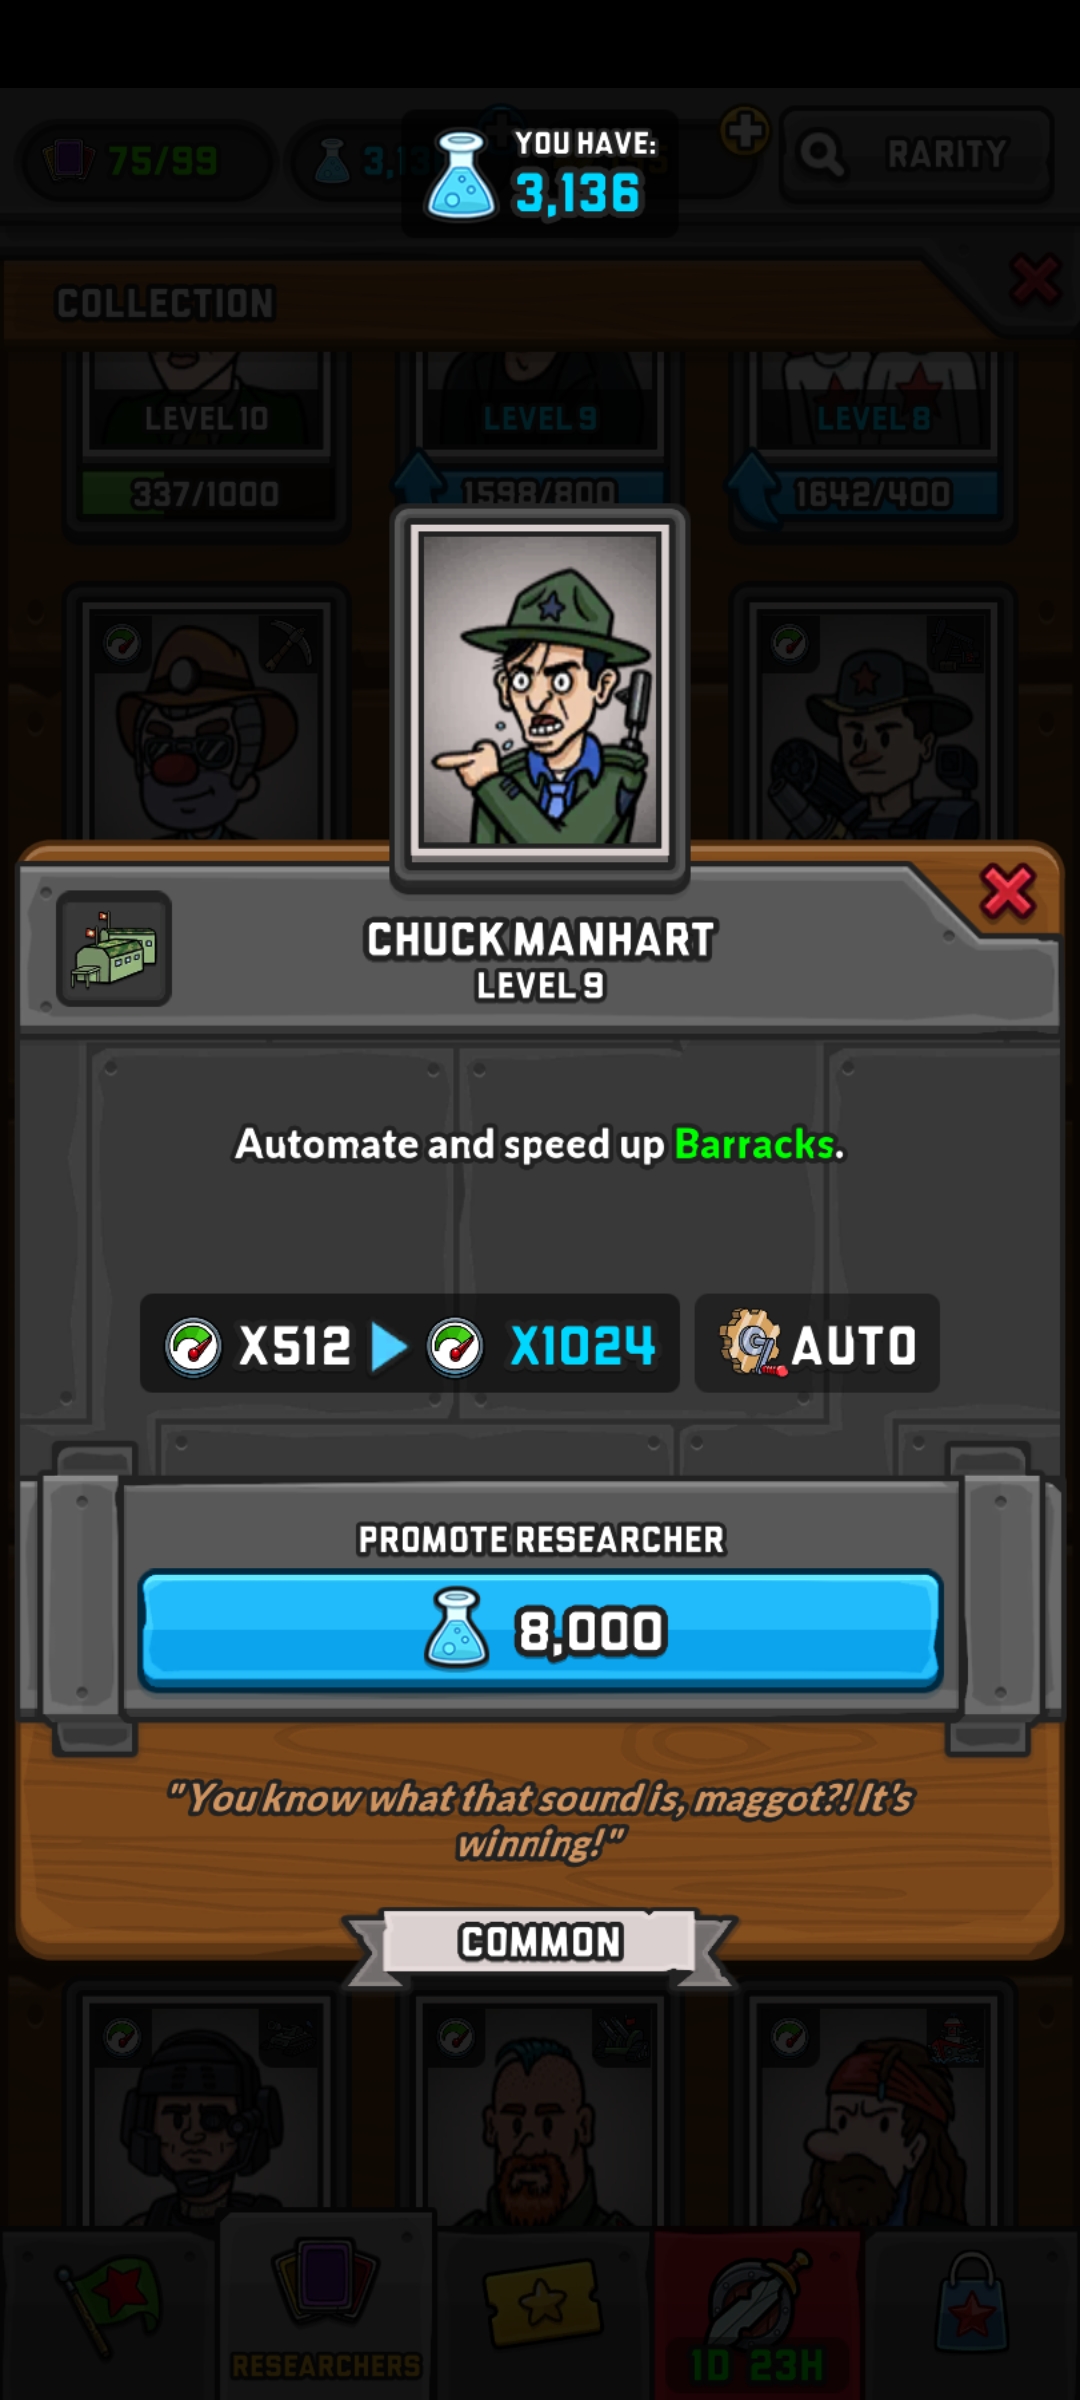 75/99
3,13
YOU HAVE:
3,136
RARITY
COLLECTION
LEVEL 10
LEVEL 9
LEVEL 8
337/1000
1598/800
1642/400
CHUCK MANHART
LEVEL 9
Automate and speed up Barracks.
X512 X1024 AUTO
PROMOTE RESEARCHER
8,000
"You know what that sound is, maggot?! It's
winning!"
COMMON
RESEARCHERS
1D 23H